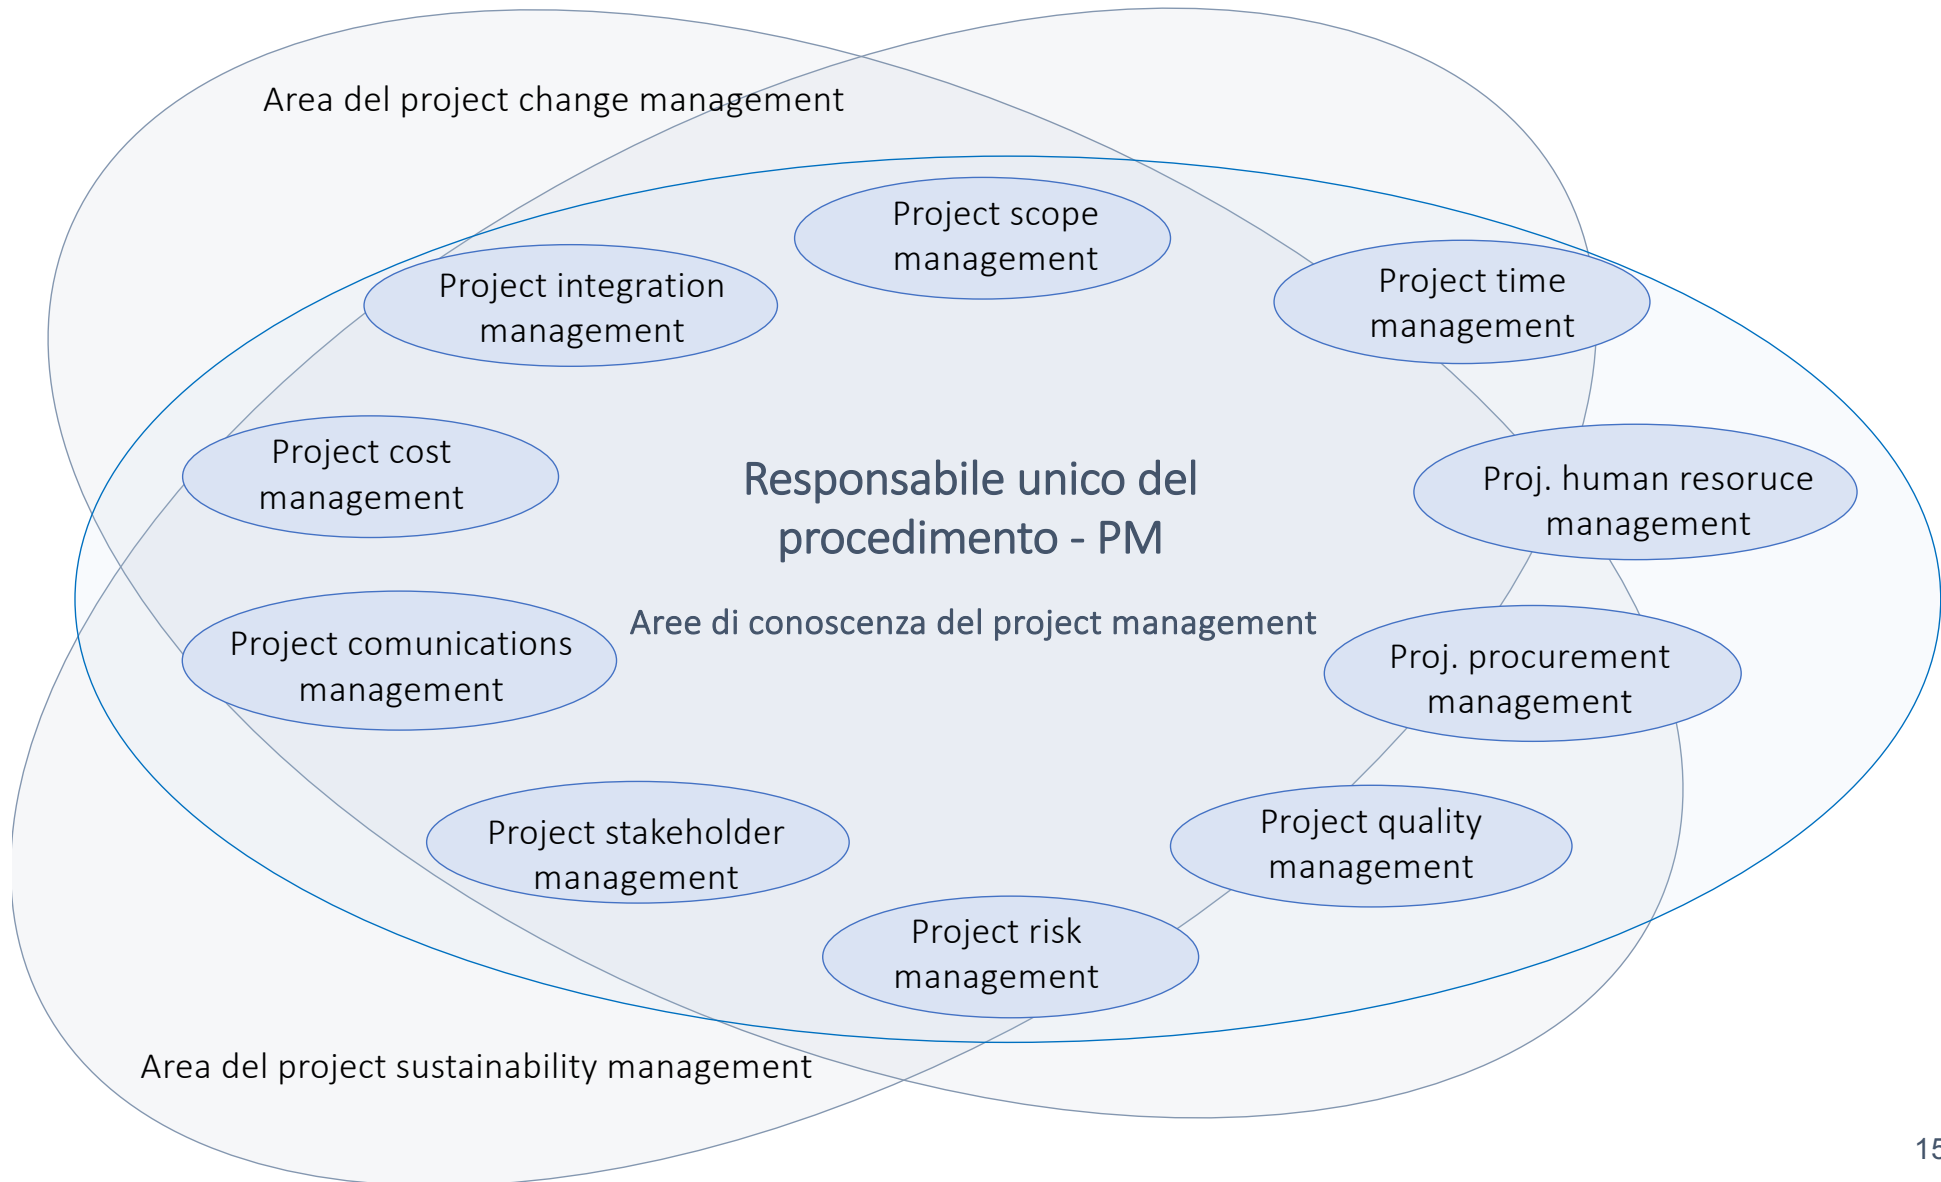 Area del project change management
Project scope
management
Project integration
management
Project time
management
Project cost
management
Responsabile unico del
procedimento - PM
Proj. human resoruce
management
Aree di conoscenza del project management
Project comunications
management
Proj. procurement
management
Project stakeholder
management
Project quality
management
Project risk
management
Area del project sustainability management
15